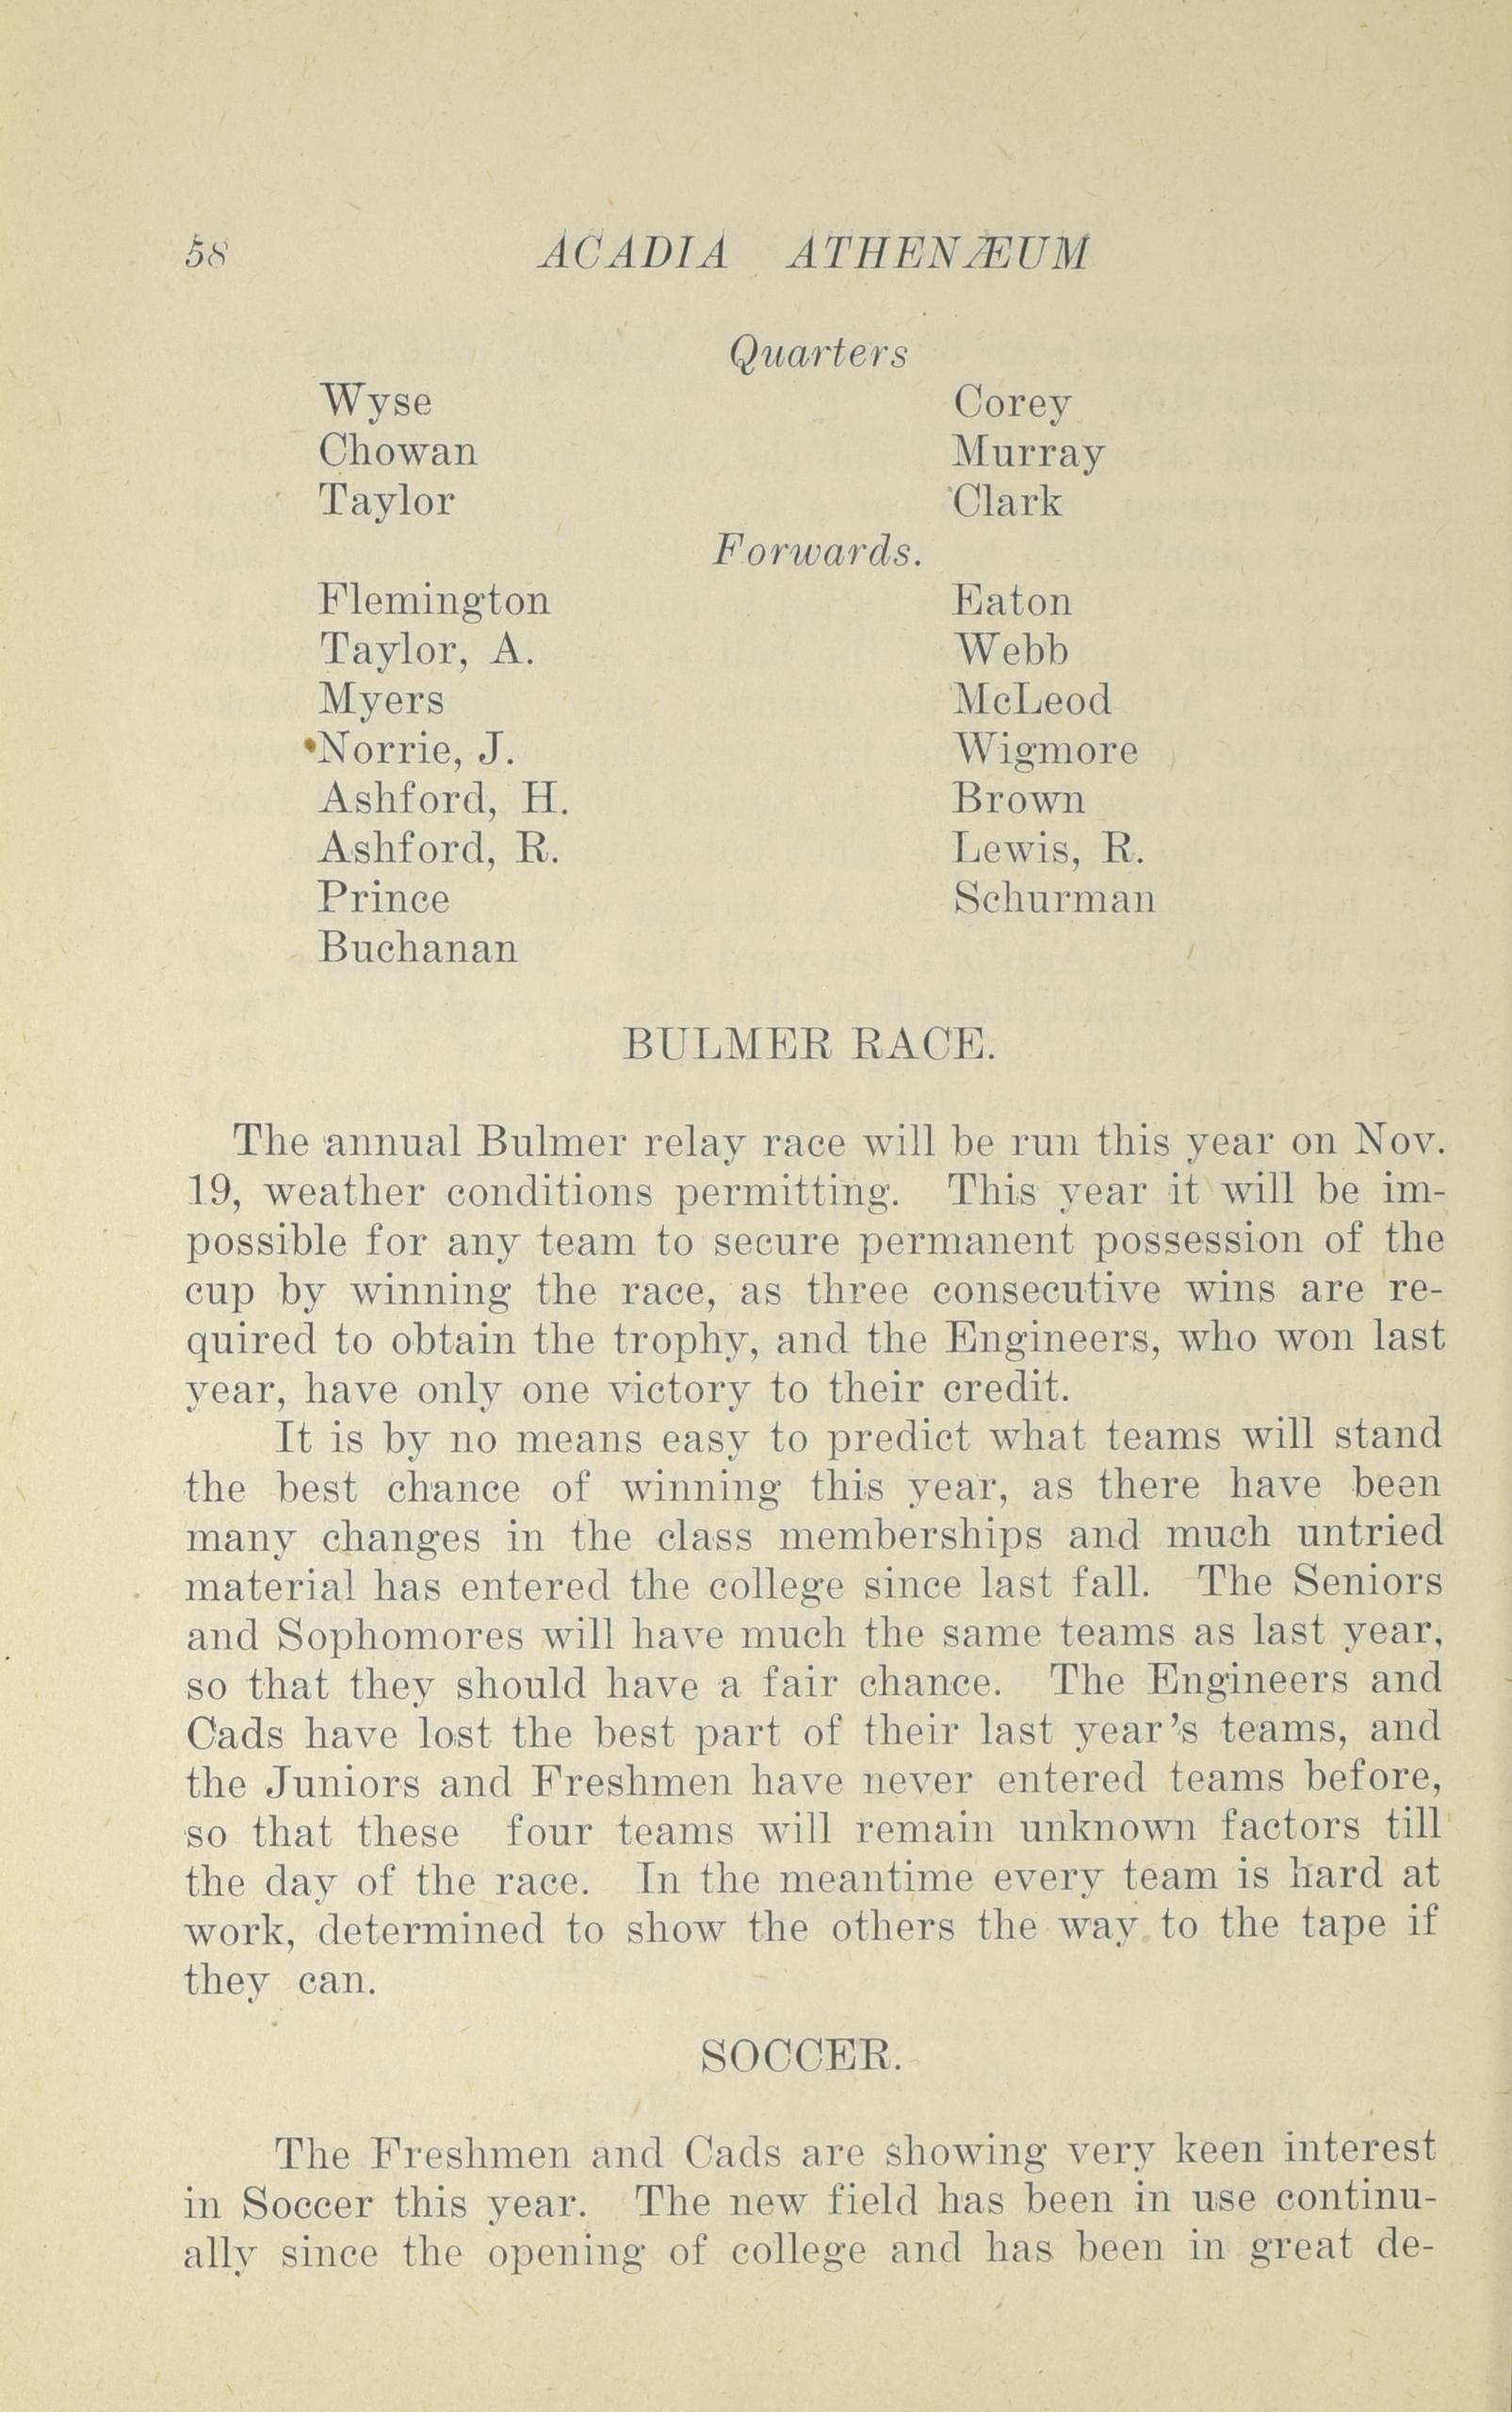 58 ACADIA ATHENÆUM
Quarters
Wyse Corey
Chowan Murray
Taylor Clark
Forwards.
Flemington Eaton
Taylor, A. Webb
Myers McLeod
Norrie, J. Wigmore
Ashford, H. Brown
Ashford, R. Lewis, R.
Prince Schurman
Buchanan
BULMER RACE.
The annual Bulmer relay race will be run this year on Nov.
19, weather conditions permitting. This year it will be im-
possible for any team to secure permanent possession of the
cup by winning the race, as three consecutive wins are re-
quired to obtain the trophy, and the Engineers, who won last
year, have only one victory to their credit.
It is by no means easy to predict what teams will stand
the best chance of winning this year, as there have been
many changes in the class memberships and much untried
material has entered the college since last fall. The Seniors
and Sophomores will have much the same teams as last year,
so that they should have a fair chance. The Engineers and
Cads have lost the best part of their last year's teams, and
the Juniors and Freshmen have never entered teams before,
so that these four teams will remain unknown factors till
the day of the race. In the meantime every team is hard at
work, determined to show the others the way to the tape if
they can.
SOCCER.
The Freshmen and Cads are showing very keen interest
in Soccer this year. The new field has been in use continu-
ally since the opening of college and has been in great de-